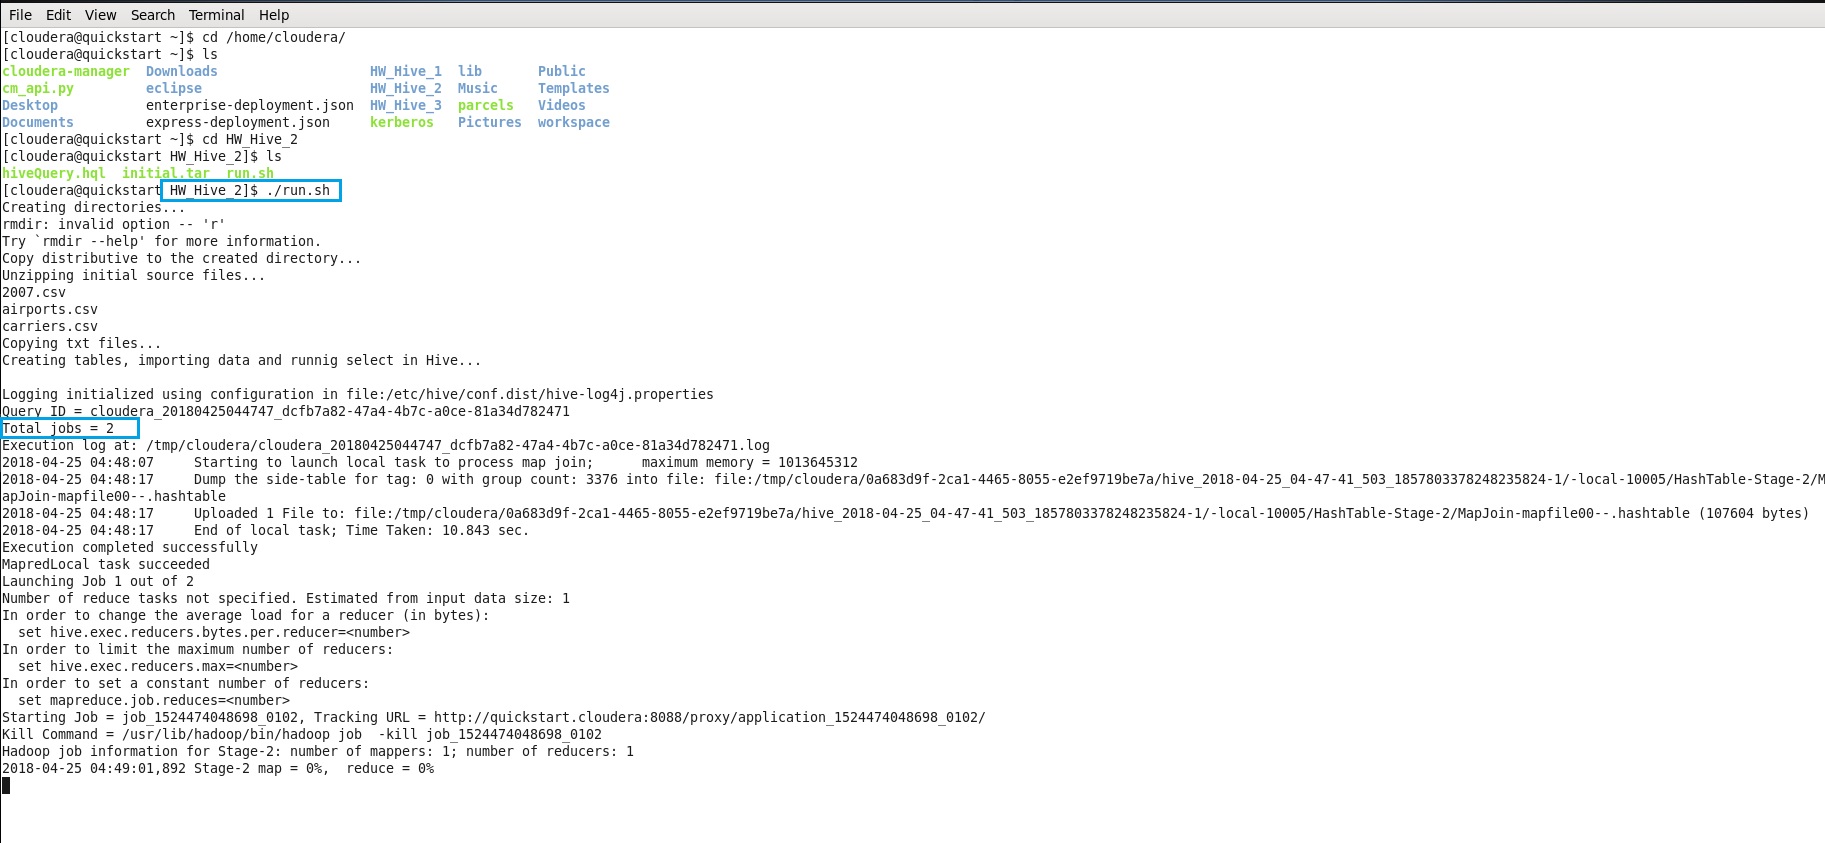 File Edit View Search Terminal Help
[cloudera@quickstart ~]$ cd /home/cloudera/
[cloudera@quickstart ~]$ ls
cloudera-manager  Downloads                   HW_Hive_1  lib       Public
cm_api.py         eclipse                     HW_Hive_2  Music     Templates
Desktop           enterprise-deployment.json  HW_Hive_3  parcels   Videos
Documents         express-deployment.json     kerberos   Pictures  workspace
[cloudera@quickstart ~]$ cd HW_Hive_2
[cloudera@quickstart HW_Hive_2]$ ls
hiveQuery.hql  initial.tar  run.sh
[cloudera@quickstart HW_Hive_2]$ ./run.sh
Creating directories...
rmdir: invalid option -- 'r'
Try `rmdir --help' for more information.
Copy distributive to the created directory...
Unzipping initial source files...
2007.csv
airports.csv
carriers.csv
Copying txt files...
Creating tables, importing data and runnig select in Hive...
Logging initialized using configuration in file:/etc/hive/conf.dist/hive-log4j.properties
Query ID = cloudera_20180425044747_dcfb7a82-47a4-4b7c-a0ce-81a34d782471
Total jobs = 2
Execution log at: /tmp/cloudera/cloudera_20180425044747_dcfb7a82-47a4-4b7c-a0ce-81a34d782471.log
2018-04-25 04:48:07     Starting to launch local task to process map join;      maximum memory = 1013645312
2018-04-25 04:48:17     Dump the side-table for tag: 0 with group count: 3376 into file: file:/tmp/cloudera/0a683d9f-2ca1-4465-8055-e2ef9719be7a/hive_2018-04-25_04-47-41_503_1857803378248235824-1/-local-10005/HashTable-Stage-2/M
apJoin-mapfile00--.hashtable
2018-04-25 04:48:17     Uploaded 1 File to: file:/tmp/cloudera/0a683d9f-2ca1-4465-8055-e2ef9719be7a/hive_2018-04-25_04-47-41_503_1857803378248235824-1/-local-10005/HashTable-Stage-2/MapJoin-mapfile00--.hashtable (107604 bytes)
2018-04-25 04:48:17     End of local task; Time Taken: 10.843 sec.
Execution completed successfully
MapredLocal task succeeded
Launching Job 1 out of 2
Number of reduce tasks not specified. Estimated from input data size: 1
In order to change the average load for a reducer (in bytes):
  set hive.exec.reducers.bytes.per.reducer=<number>
In order to limit the maximum number of reducers:
  set hive.exec.reducers.max=<number>
In order to set a constant number of reducers:
  set mapreduce.job.reduces=<number>
Starting Job = job_1524474048698_0102, Tracking URL = http://quickstart.cloudera:8088/proxy/application_1524474048698_0102/
Kill Command = /usr/lib/hadoop/bin/hadoop job  -kill job_1524474048698_0102
Hadoop job information for Stage-2: number of mappers: 1; number of reducers: 1
2018-04-25 04:49:01,892 Stage-2 map = 0%,  reduce = 0%